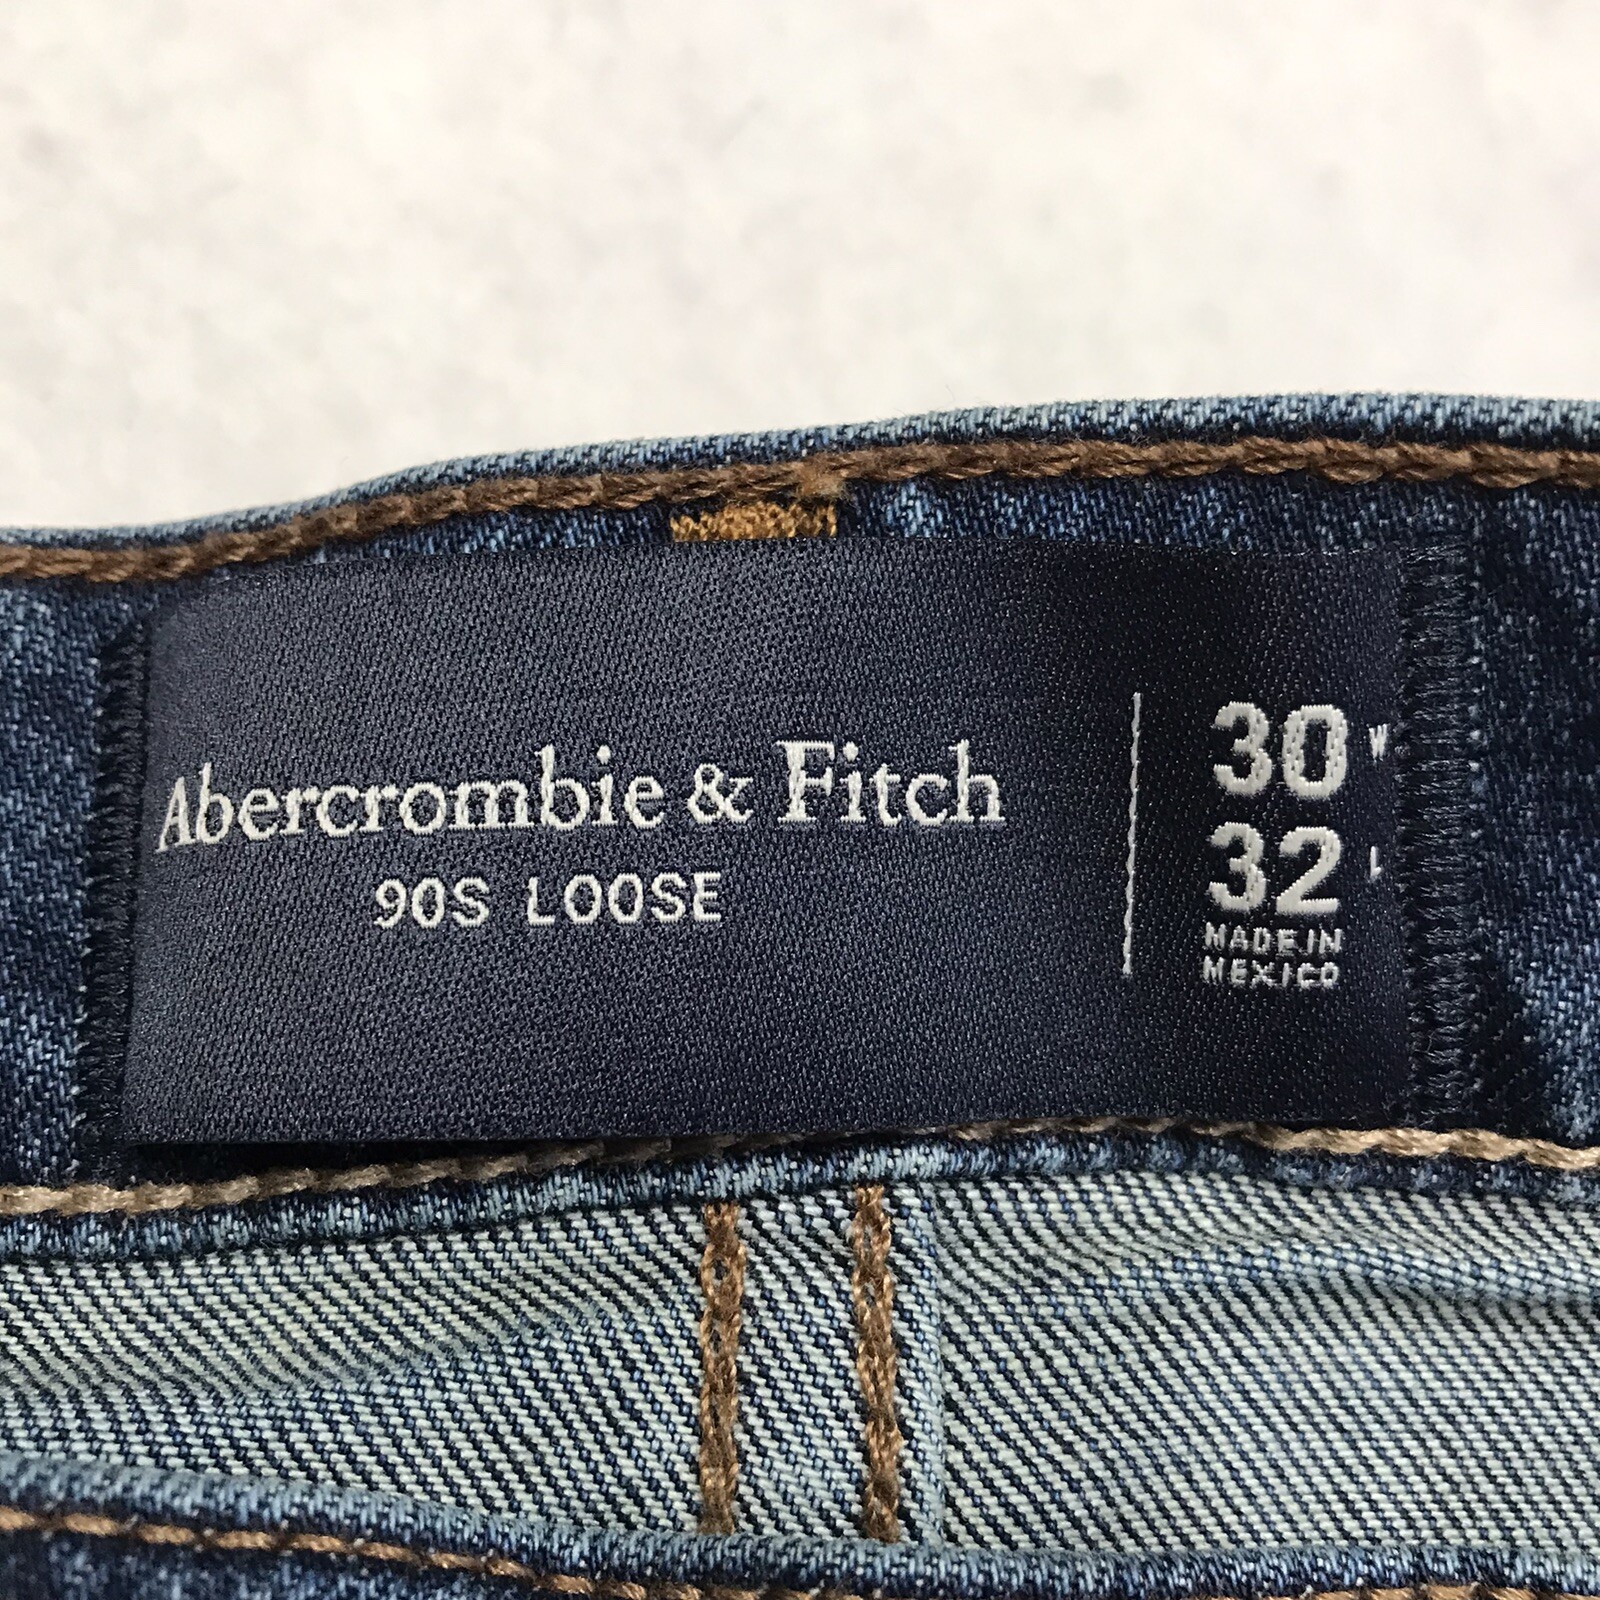 Abercrombie & Fitch
90S LOOSE
30 W
32 L
MADE IN
MEXICO